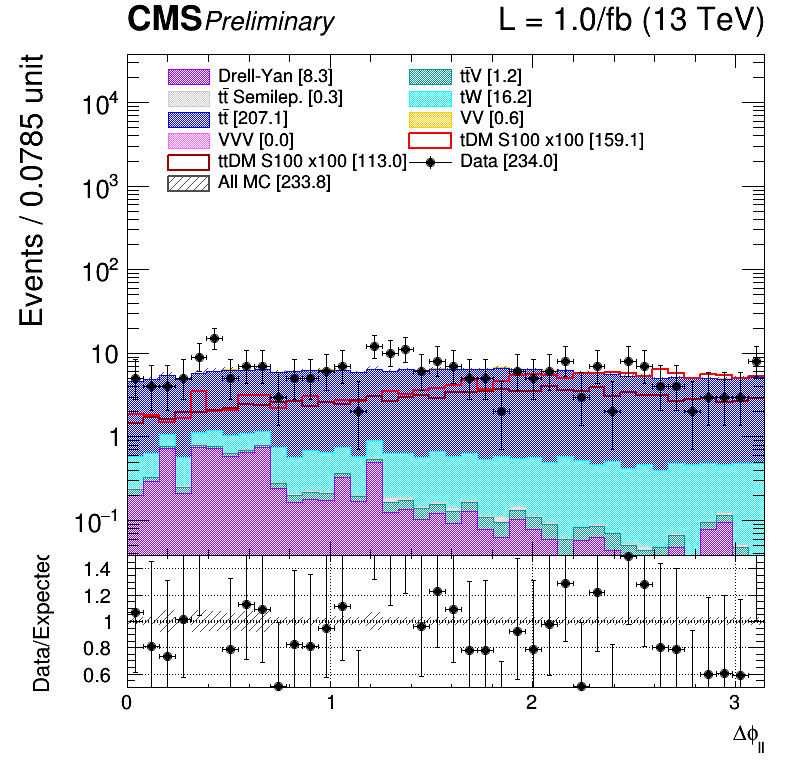 CMS Preliminary L = 1.0/fb (13 TeV)
Events / 0.0785 unit
Drell-Yan [8.3] tt̄V [1.2]
tt̄ Semilep. [0.3] tW [16.2]
tt̄ [207.1] VV [0.6]
VVV [0.0] tDM S100 x100 [159.1]
ttDM S100 x100 [113.0] Data [234.0]
All MC [233.8]
10⁴
10³
10²
10
1
10⁻¹
Data/Expected
1.4
1.2
1
0.8
0.6
0 1 2 3
Δϕ_ll